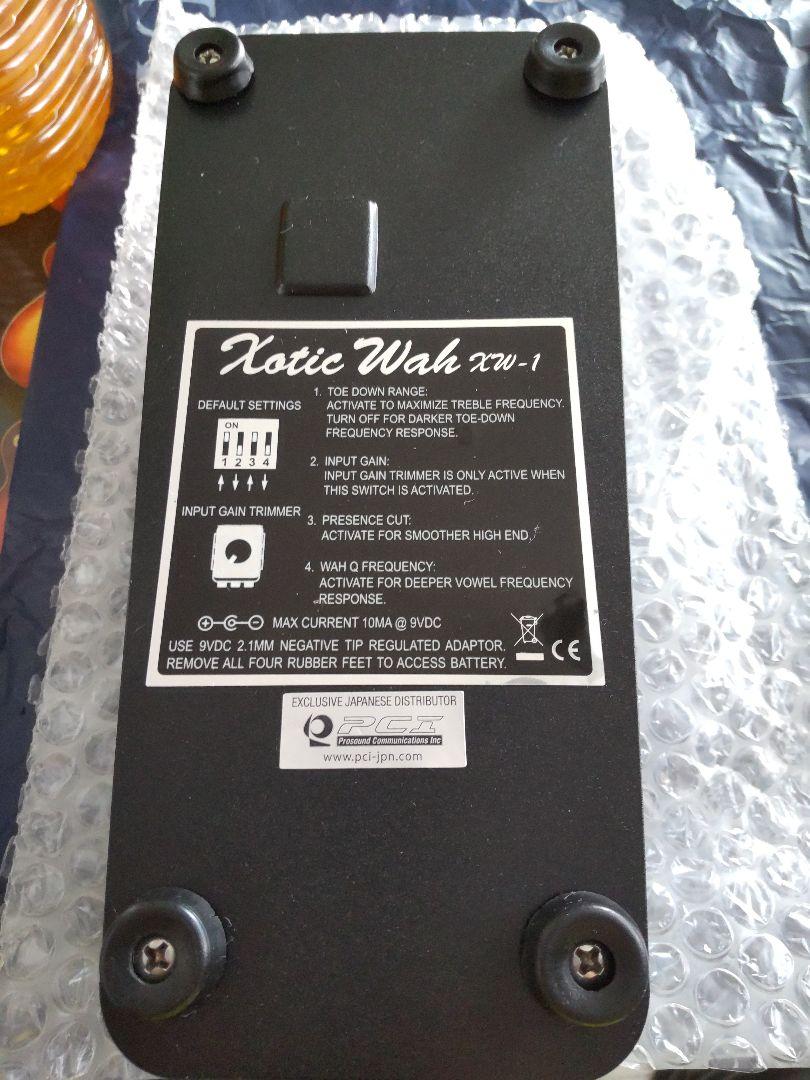 Xotic Wah XW-1
DEFAULT SETTINGS
ON
1 2 3 4
INPUT GAIN TRIMMER
1. TOE DOWN RANGE:
ACTIVATE TO MAXIMIZE TREBLE FREQUENCY.
TURN OFF FOR DARKER TOE-DOWN
FREQUENCY RESPONSE.
2. INPUT GAIN:
INPUT GAIN TRIMMER IS ONLY ACTIVE WHEN
THIS SWITCH IS ACTIVATED.
3. PRESENCE CUT:
ACTIVATE FOR SMOOTHER HIGH END.
4. WAH Q FREQUENCY:
ACTIVATE FOR DEEPER VOWEL FREQUENCY
RESPONSE.
MAX CURRENT 10MA @ 9VDC
USE 9VDC 2.1MM NEGATIVE TIP REGULATED ADAPTOR.
REMOVE ALL FOUR RUBBER FEET TO ACCESS BATTERY.
CE
EXCLUSIVE JAPANESE DISTRIBUTOR
PCI
Prosound Communications Inc
www.pci-jpn.com